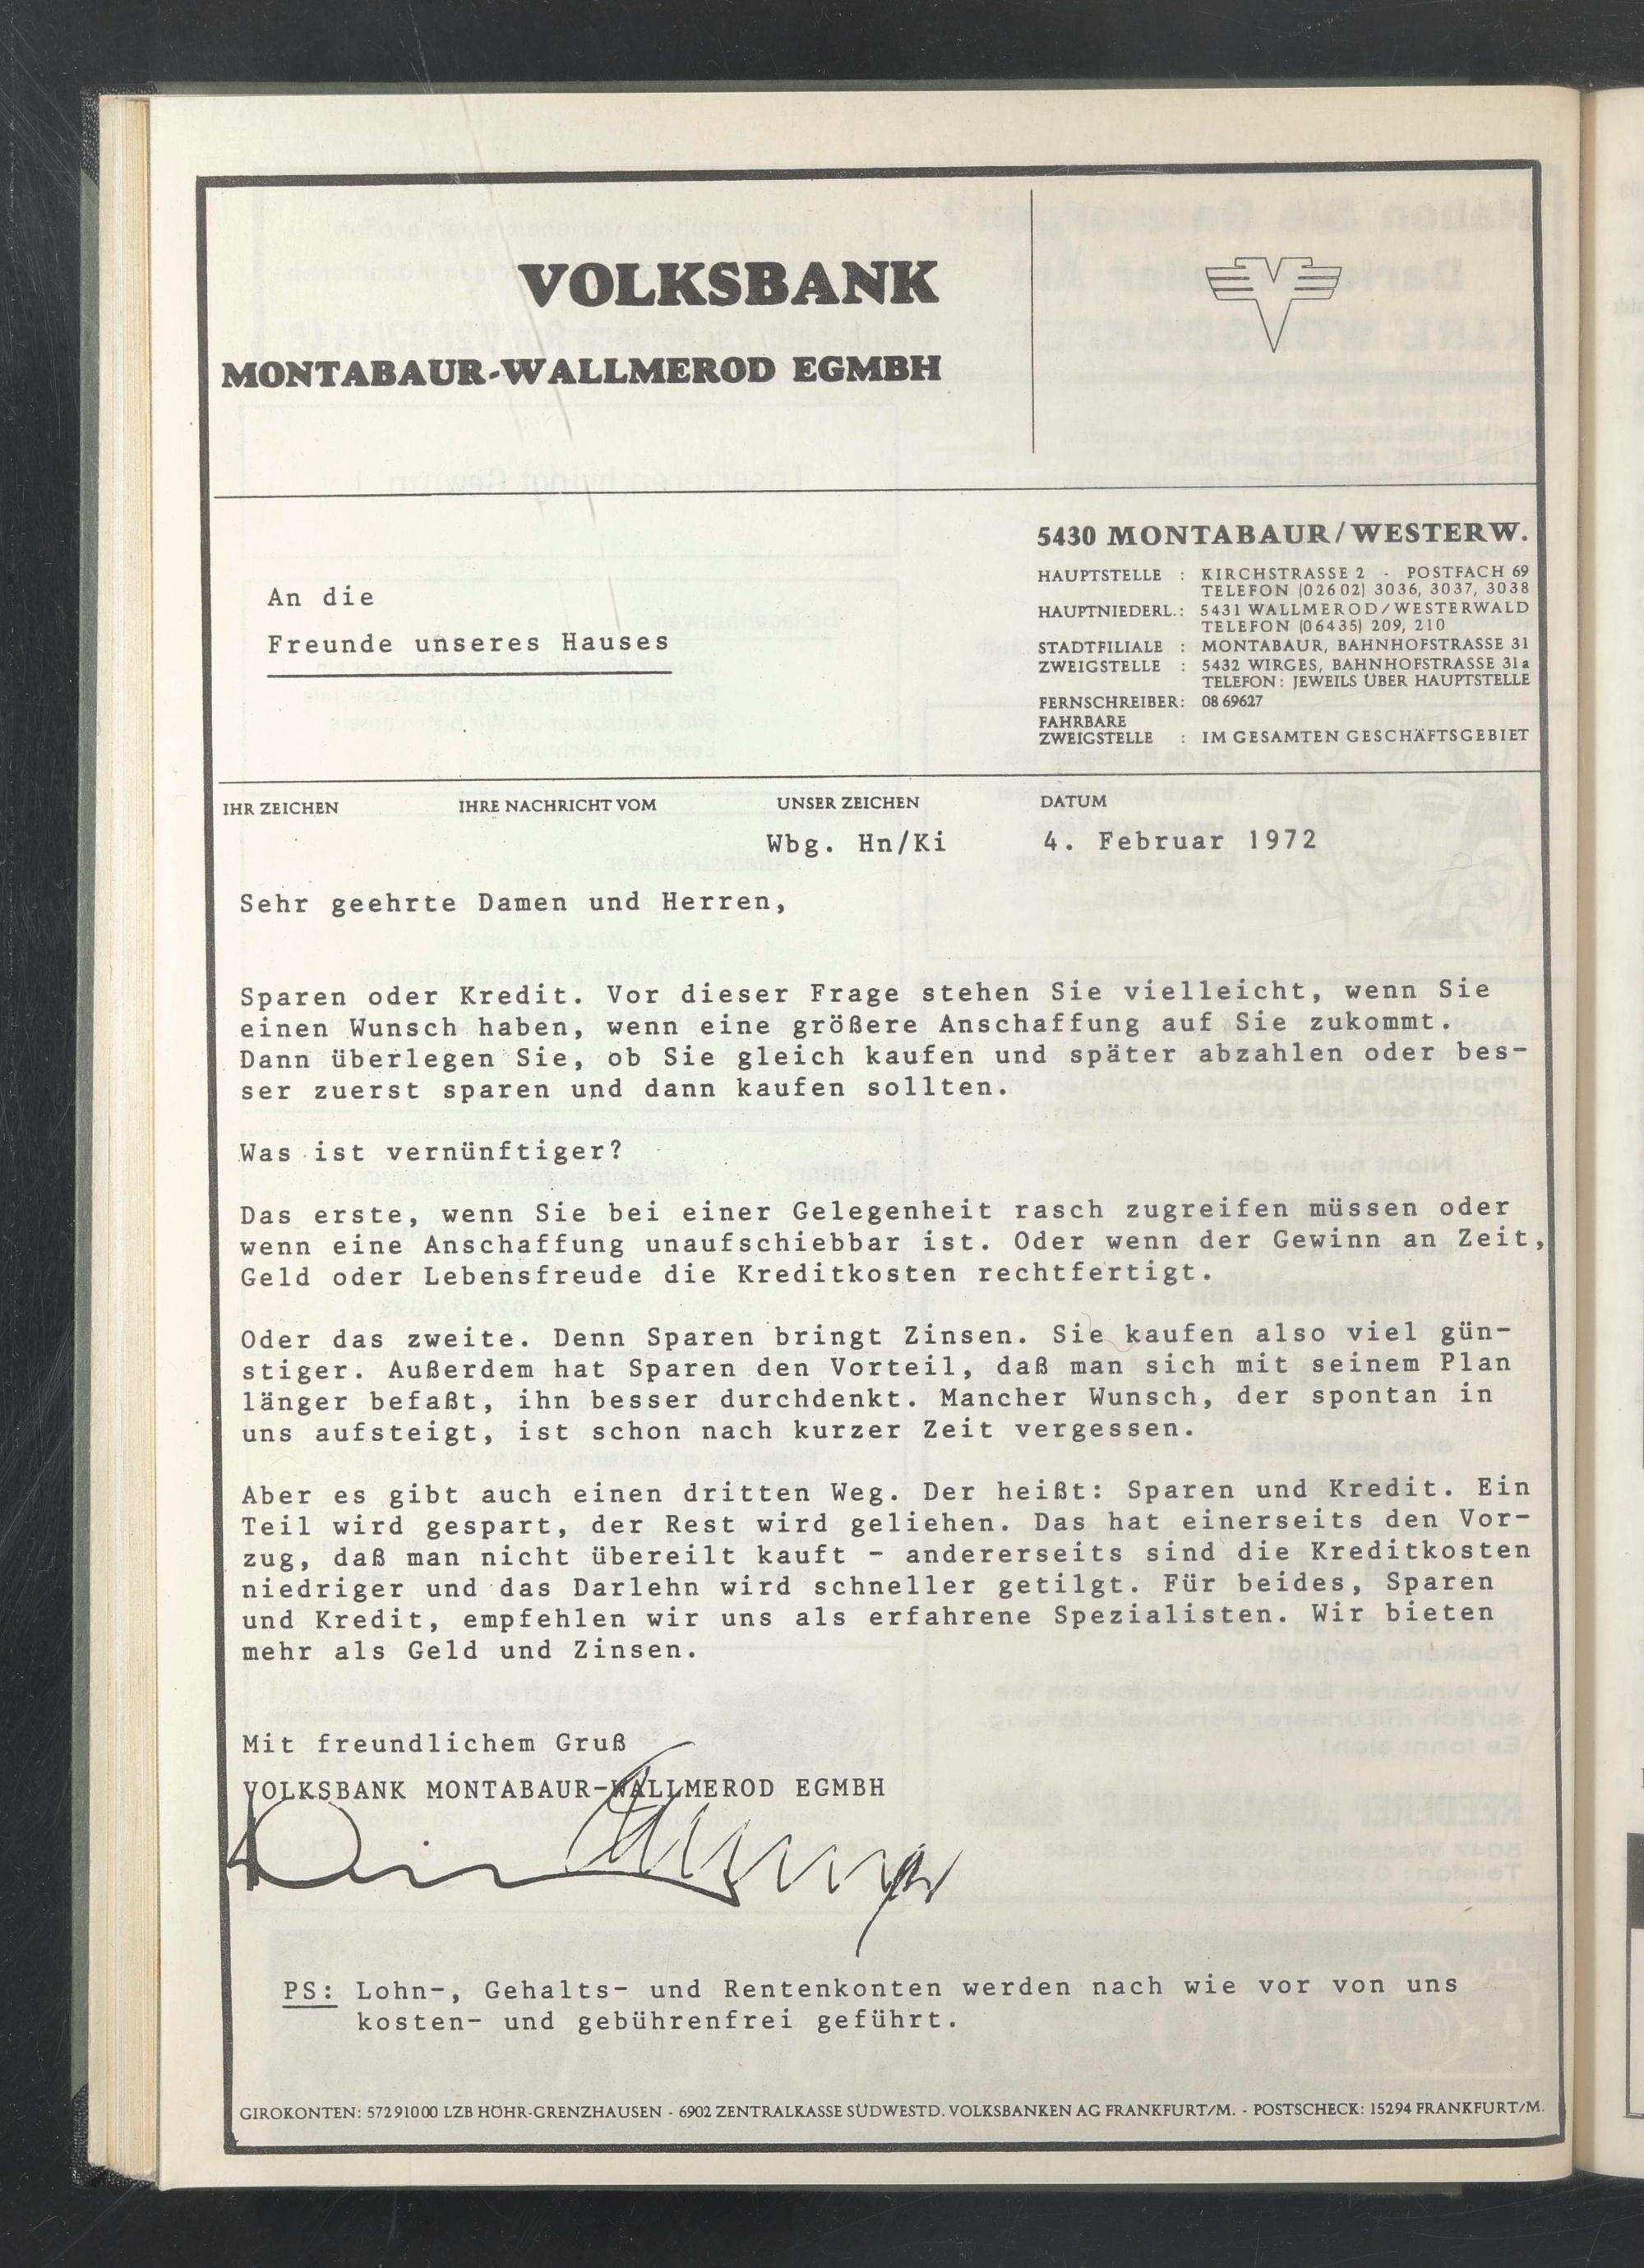 VOLKSBANK
MONTABAUR-WALLMEROD EGMBH
An die
Freunde unseres Hauses
5430 MONTABAUR/WESTERW.
HAUPTSTELLE : KIRCHSTRASSE 2 - POSTFACH 69
TELEFON (02602) 3036, 3037, 3038
HAUPTNIEDERL.: 5431 WALLMEROD/WESTERWALD
TELEFON (06435) 209, 210
STADTFILIALE : MONTABAUR, BAHNHOFSTRASSE 31
ZWEIGSTELLE : 5432 WIRGES, BAHNHOFSTRASSE 31a
TELEFON: JEWEILS ÜBER HAUPTSTELLE
FERNSCHREIBER: 08 69627
FAHRBARE
ZWEIGSTELLE : IM GESAMTEN GESCHÄFTSGEBIET
IHR ZEICHEN IHRE NACHRICHT VOM UNSER ZEICHEN DATUM
Wbg. Hn/Ki 4. Februar 1972
Sehr geehrte Damen und Herren,
Sparen oder Kredit. Vor dieser Frage stehen Sie vielleicht, wenn Sie
einen Wunsch haben, wenn eine größere Anschaffung auf Sie zukommt.
Dann überlegen Sie, ob Sie gleich kaufen und später abzahlen oder bes-
ser zuerst sparen und dann kaufen sollten.
Was ist vernünftiger?
Das erste, wenn Sie bei einer Gelegenheit rasch zugreifen müssen oder
wenn eine Anschaffung unaufschiebbar ist. Oder wenn der Gewinn an Zeit,
Geld oder Lebensfreude die Kreditkosten rechtfertigt.
Oder das zweite. Denn Sparen bringt Zinsen. Sie kaufen also viel gün-
stiger. Außerdem hat Sparen den Vorteil, daß man sich mit seinem Plan
länger befaßt, ihn besser durchdenkt. Mancher Wunsch, der spontan in
uns aufsteigt, ist schon nach kurzer Zeit vergessen.
Aber es gibt auch einen dritten Weg. Der heißt: Sparen und Kredit. Ein
Teil wird gespart, der Rest wird geliehen. Das hat einerseits den Vor-
zug, daß man nicht übereilt kauft - andererseits sind die Kreditkosten
niedriger und das Darlehn wird schneller getilgt. Für beides, Sparen
und Kredit, empfehlen wir uns als erfahrene Spezialisten. Wir bieten
mehr als Geld und Zinsen.
Mit freundlichem Gruß
VOLKSBANK MONTABAUR-WALLMEROD EGMBH
PS: Lohn-, Gehalts- und Rentenkonten werden nach wie vor von uns
kosten- und gebührenfrei geführt.
GIROKONTEN: 57291000 LZB HÖHR-GRENZHAUSEN - 6902 ZENTRALKASSE SÜDWESTD. VOLKSBANKEN AG FRANKFURT/M. - POSTSCHECK: 15294 FRANKFURT/M.